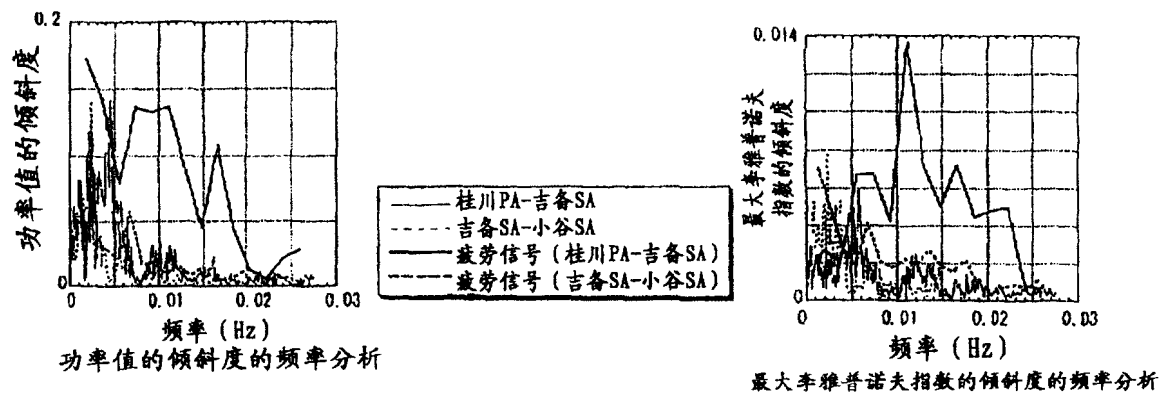 0.2
功率值的倾斜度
0
0
0.01
0.02
0.03
频率(Hz)
功率值的倾斜度的频率分析
桂川PA-吉备SA
吉备SA-小谷SA
疲劳信号(桂川PA-吉备SA)
疲劳信号(吉备SA-小谷SA)
0.014
最大李雅普诺夫
指数的倾斜度
0
0
0.01
0.02
0.03
频率(Hz)
最大李雅普诺夫指数的倾斜度的频率分析